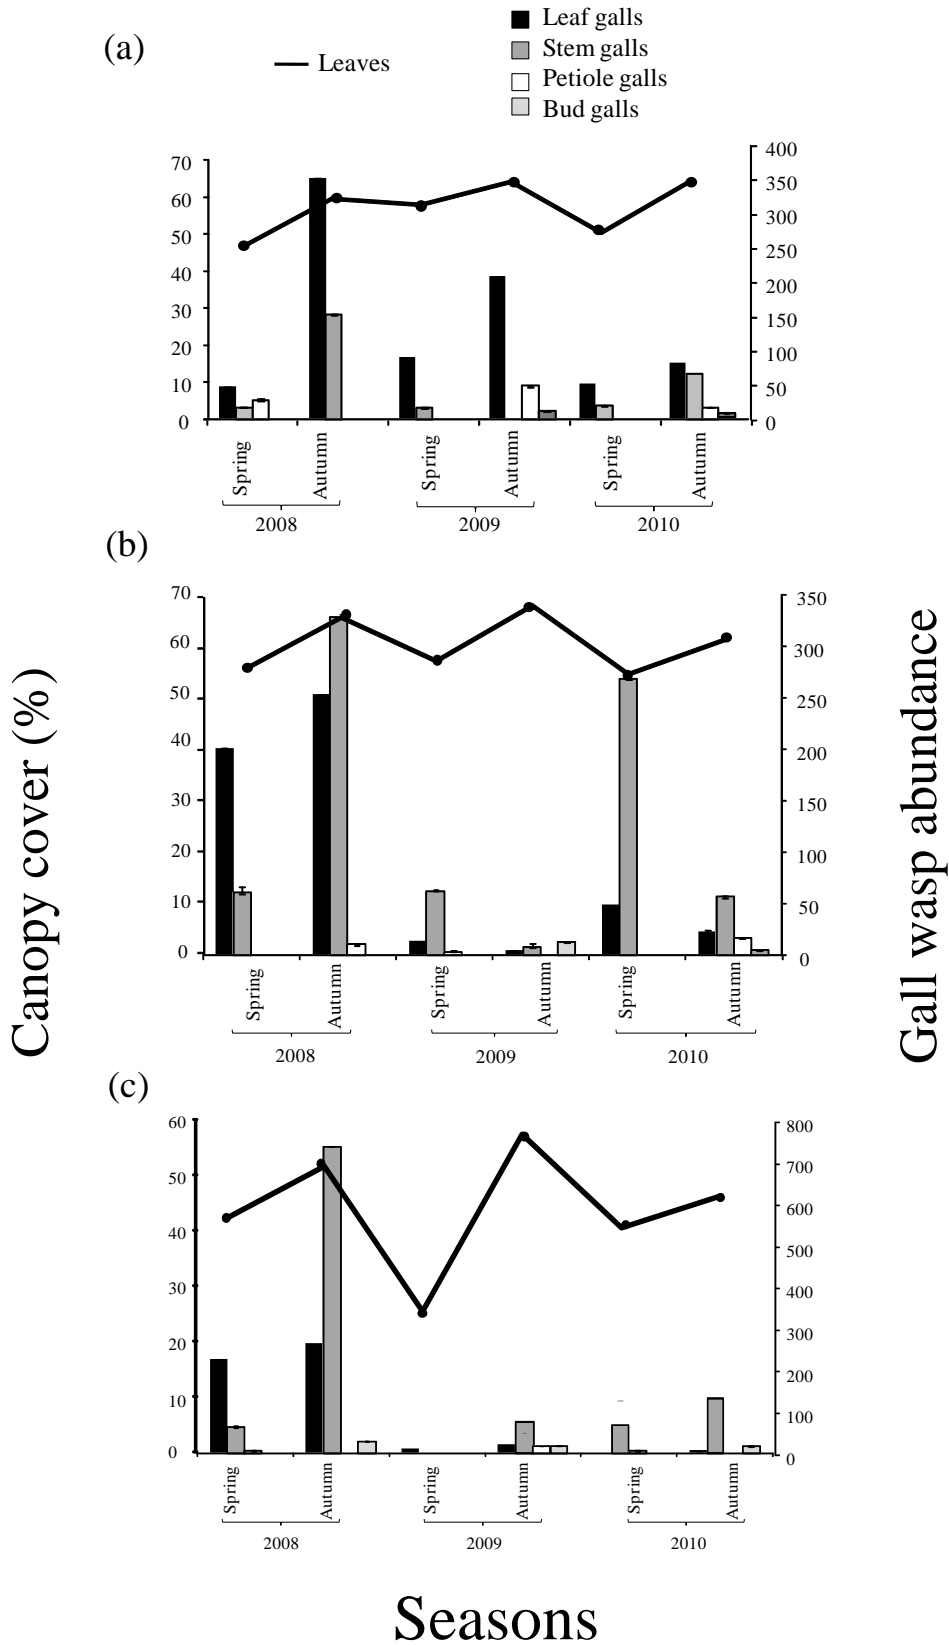 (a)
Leaves
Leaf galls
Stem galls
Petiole galls
Bud galls
70
60
50
40
30
20
10
0
400
350
300
250
200
150
100
50
0
Spring
Autumn
Spring
Autumn
Spring
Autumn
2008
2009
2010
(b)
70
60
50
40
30
20
10
0
350
300
250
200
150
100
50
0
Spring
Autumn
Spring
Autumn
Spring
Autumn
2008
2009
2010
Canopy cover (%)
Gall wasp abundance
(c)
60
50
40
30
20
10
0
800
700
600
500
400
300
200
100
0
Spring
Autumn
Spring
Autumn
Spring
Autumn
2008
2009
2010
Seasons